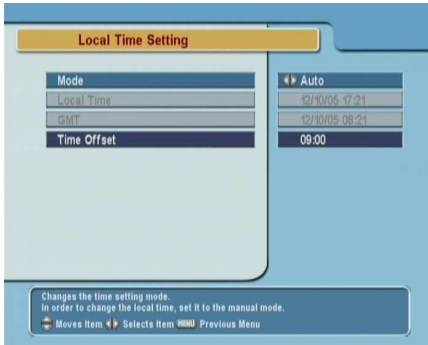 Local Time Setting
Mode Auto
Local Time 12/10/05 17:21
GMT 12/10/05 08:21
Time Offset 09:00
Changes the time setting mode.
In order to change the local time, set it to the manual mode.
Moves Item Selects Item MENU Previous Menu